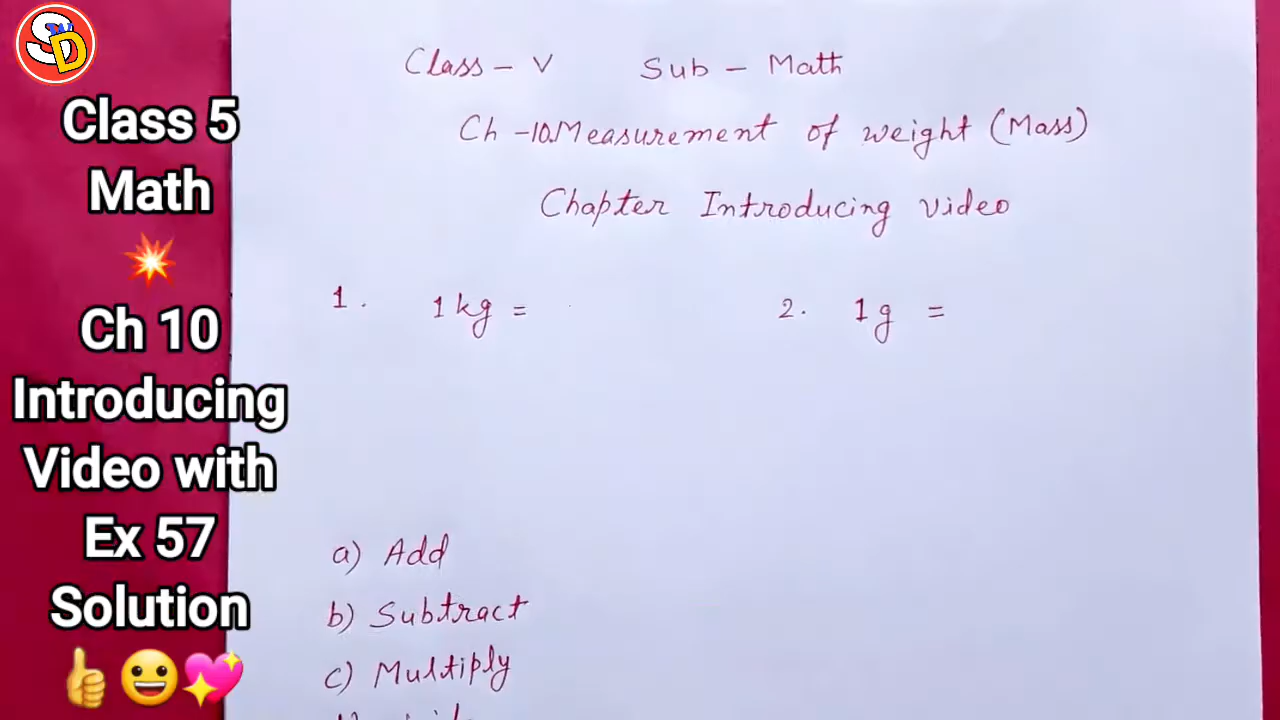 SWD
Class 5
Math
💥
Ch 10
Introducing
Video with
Ex 57
Solution
👍😀💖
Class - V Sub - Math
Ch -10.Measurement of weight (Mass)
Chapter Introducing video
1. 1 kg =
2. 1 g =
a) Add
b) Subtract
c) Multiply